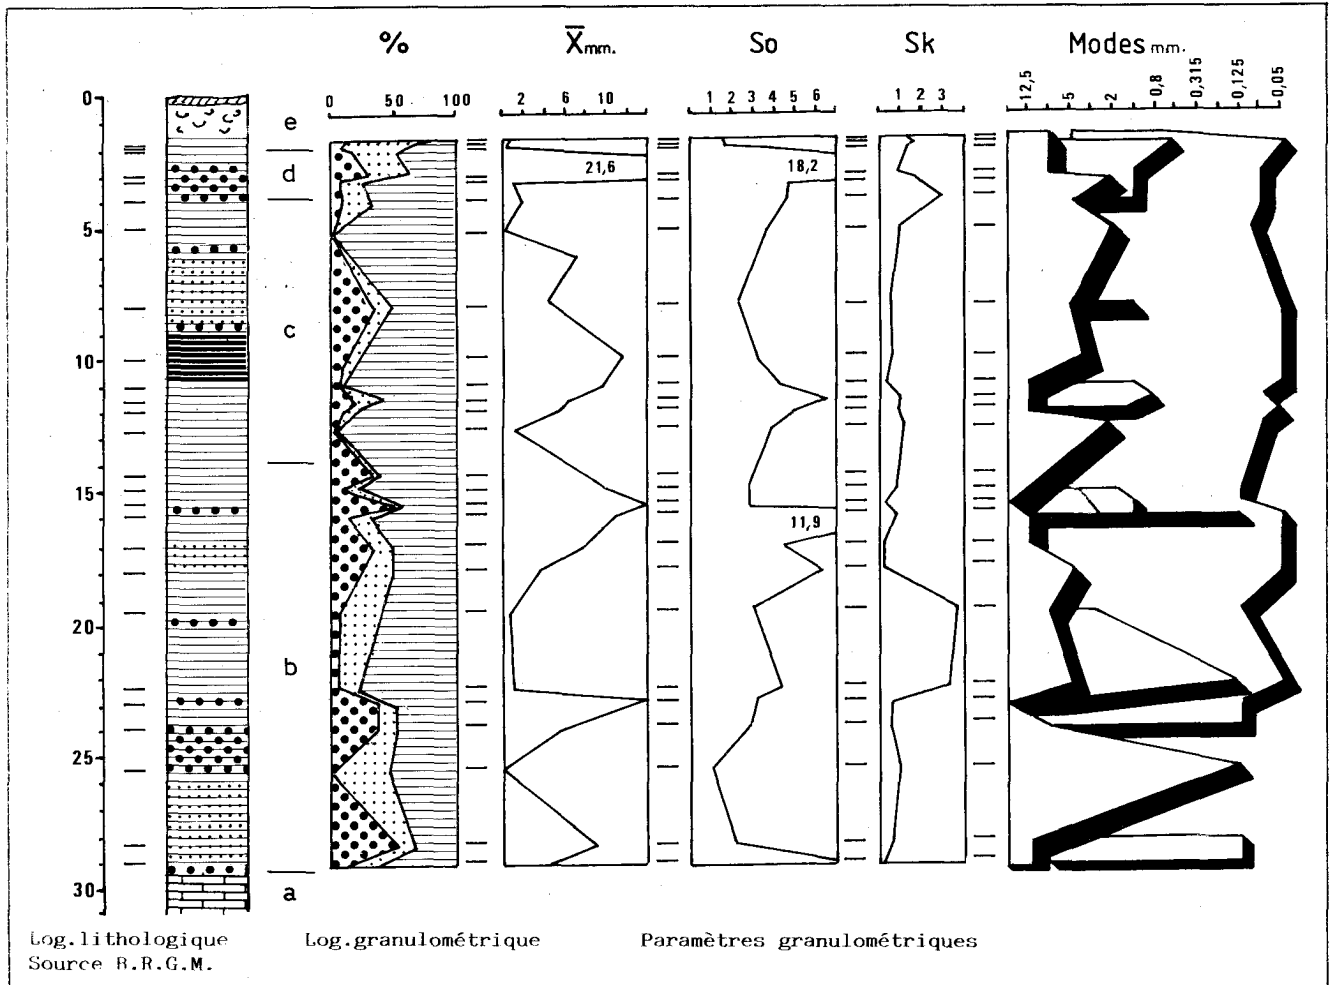 % X̅mm. So Sk Modes mm.
0 50 100
2 6 10
1 2 3 4 5 6
1 2 3
12,5 5 2 0,8 0,315 0,125 0,05
0
e
d
21,6 18,2
5
c
10
15
11,9
20
b
25
30
a
Log.lithologique Log.granulométrique Paramètres granulométriques
Source B.R.G.M.